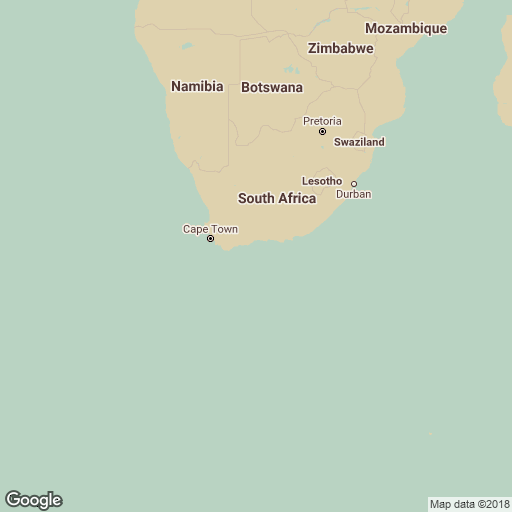 Mozambique
Zimbabwe
Namibia
Botswana
Pretoria
Swaziland
Lesotho
Durban
South Africa
Cape Town
Google
Map data ©2018